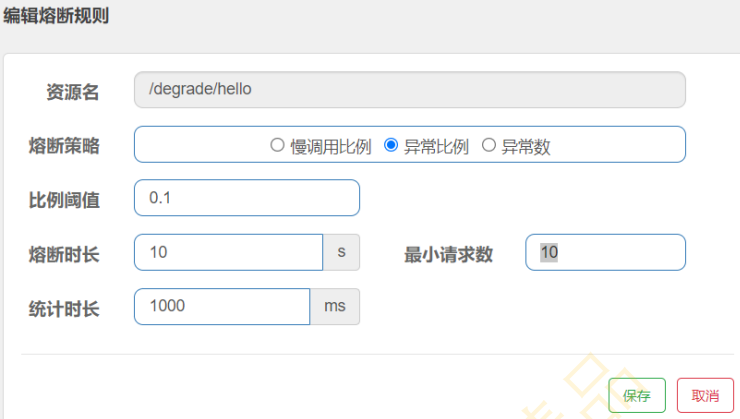 编辑熔断规则
资源名 /degrade/hello
熔断策略 慢调用比例 异常比例 异常数
比例阈值 0.1
熔断时长 10 s 最小请求数 10
统计时长 1000 ms
保存 取消